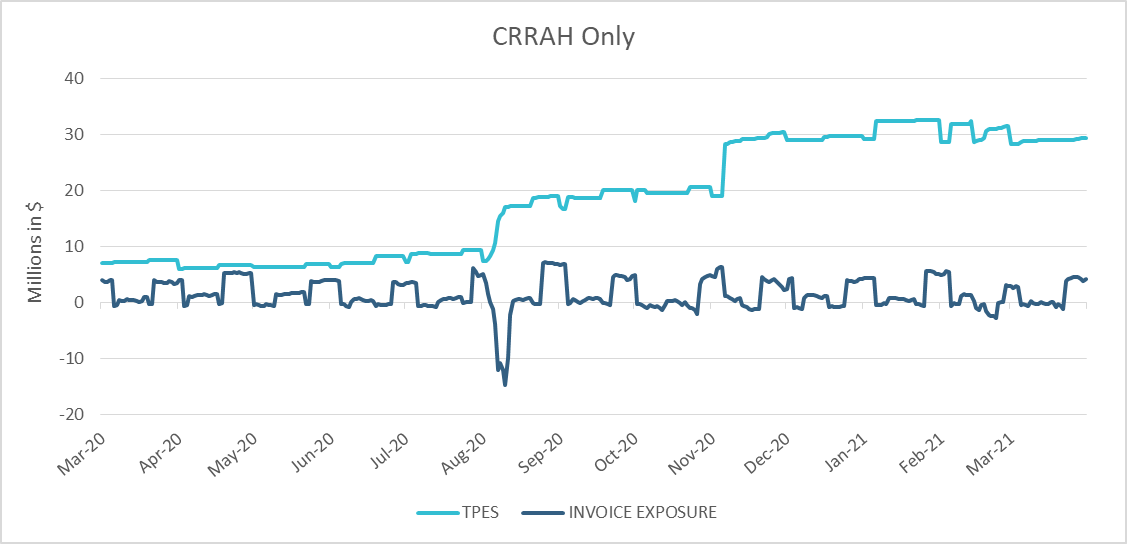 CRRAH Only
Millions in $
40
30
20
10
0
-10
-20
Mar-20
Apr-20
May-20
Jun-20
Jul-20
Aug-20
Sep-20
Oct-20
Nov-20
Dec-20
Jan-21
Feb-21
Mar-21
TPES
INVOICE EXPOSURE